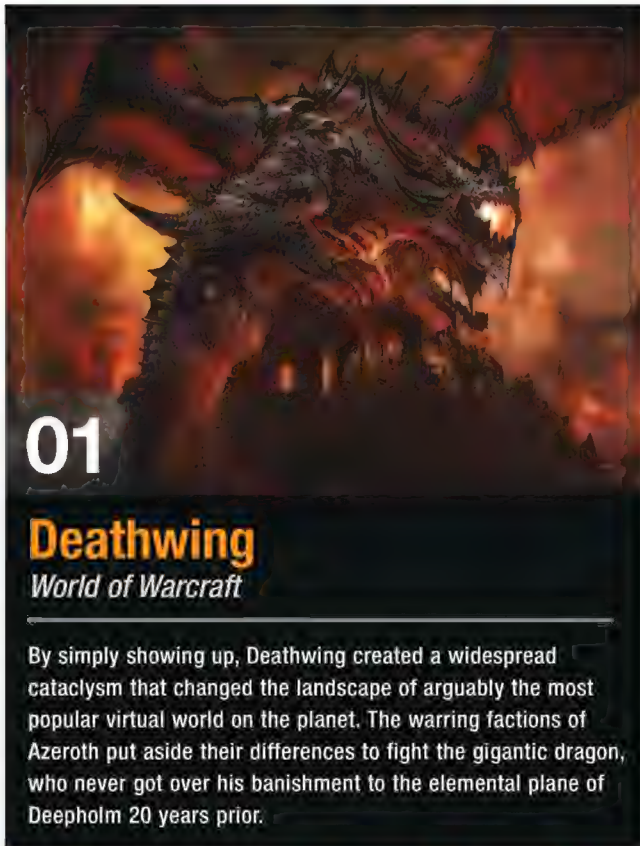 01
Deathwing
World of Warcraft
By simply showing up, Deathwing created a widespread
cataclysm that changed the landscape of arguably the most
popular virtual world on the planet. The warring factions of
Azeroth put aside their differences to fight the gigantic dragon,
who never got over his banishment to the elemental plane of
Deepholm 20 years prior.